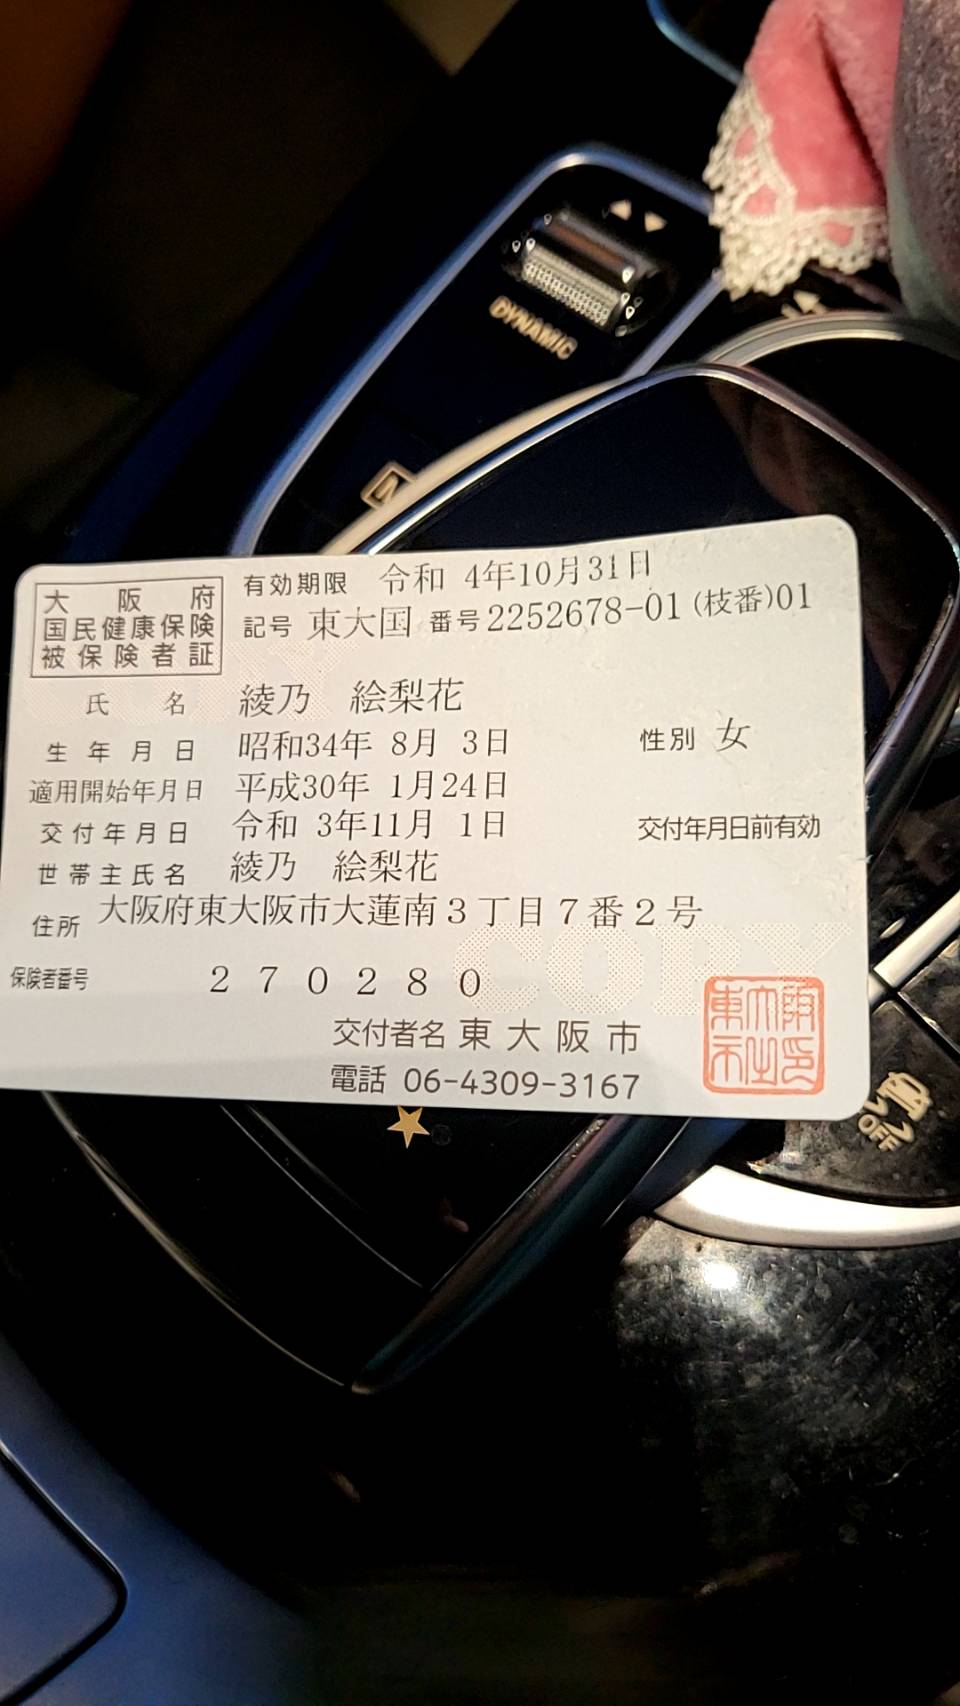 DYNAMIC
大阪府
国民健康保険
被保険者証
有効期限 令和 4年10月31日
記号 東大国 番号 2252678-01 (枝番)01
氏名 綾乃 絵梨花
生年月日 昭和34年 8月 3日 性別 女
適用開始年月日 平成30年 1月24日
交付年月日 令和 3年11月 1日 交付年月日前有効
世帯主氏名 綾乃 絵梨花
住所 大阪府東大阪市大蓮南3丁目7番2号
保険者番号 270280
COPY
交付者名 東大阪市
電話 06-4309-3167
OFF